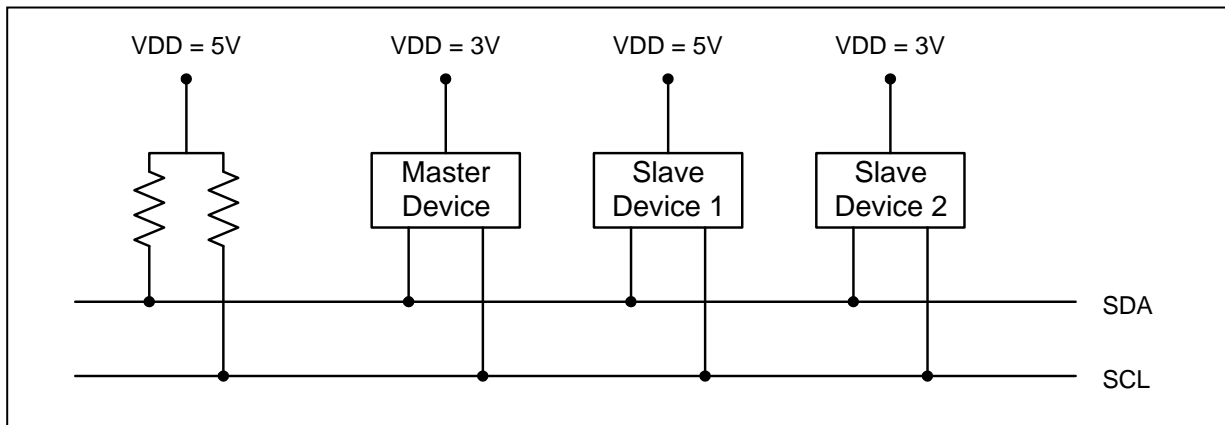 VDD = 5V
VDD = 3V
VDD = 5V
VDD = 3V
Master
Device
Slave
Device 1
Slave
Device 2
SDA
SCL